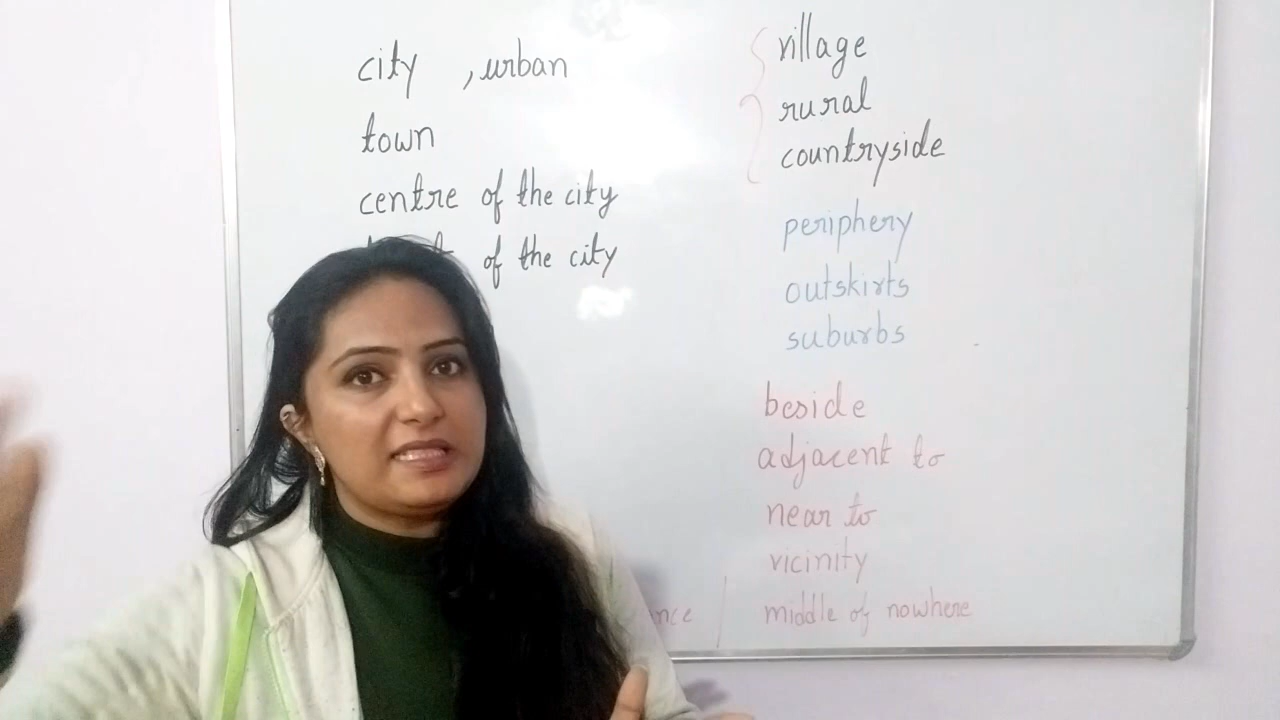 city , urban
town
centre of the city
of the city
village
rural
countryside
periphery
outskirts
suburbs
beside
adjacent to
near to
vicinity
middle of nowhere